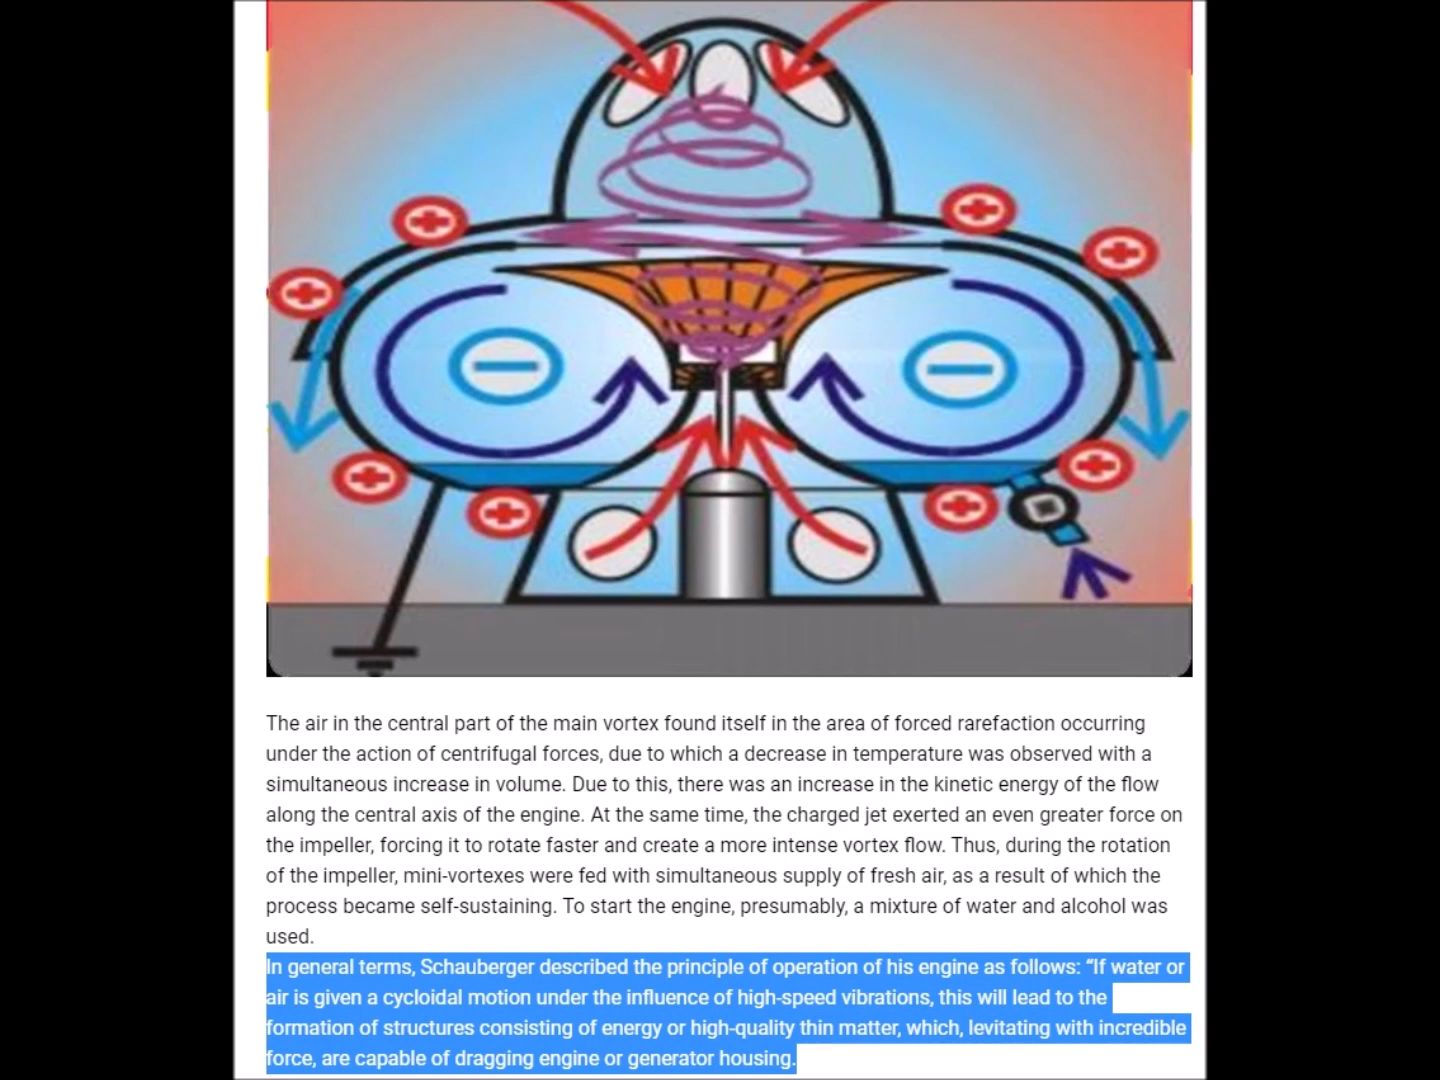 The air in the central part of the main vortex found itself in the area of forced rarefaction occurring
under the action of centrifugal forces, due to which a decrease in temperature was observed with a
simultaneous increase in volume. Due to this, there was an increase in the kinetic energy of the flow
along the central axis of the engine. At the same time, the charged jet exerted an even greater force on
the impeller, forcing it to rotate faster and create a more intense vortex flow. Thus, during the rotation
of the impeller, mini-vortexes were fed with simultaneous supply of fresh air, as a result of which the
process became self-sustaining. To start the engine, presumably, a mixture of water and alcohol was
used.
In general terms, Schauberger described the principle of operation of his engine as follows: “If water or
air is given a cycloidal motion under the influence of high-speed vibrations, this will lead to the
formation of structures consisting of energy or high-quality thin matter, which, levitating with incredible
force, are capable of dragging engine or generator housing.